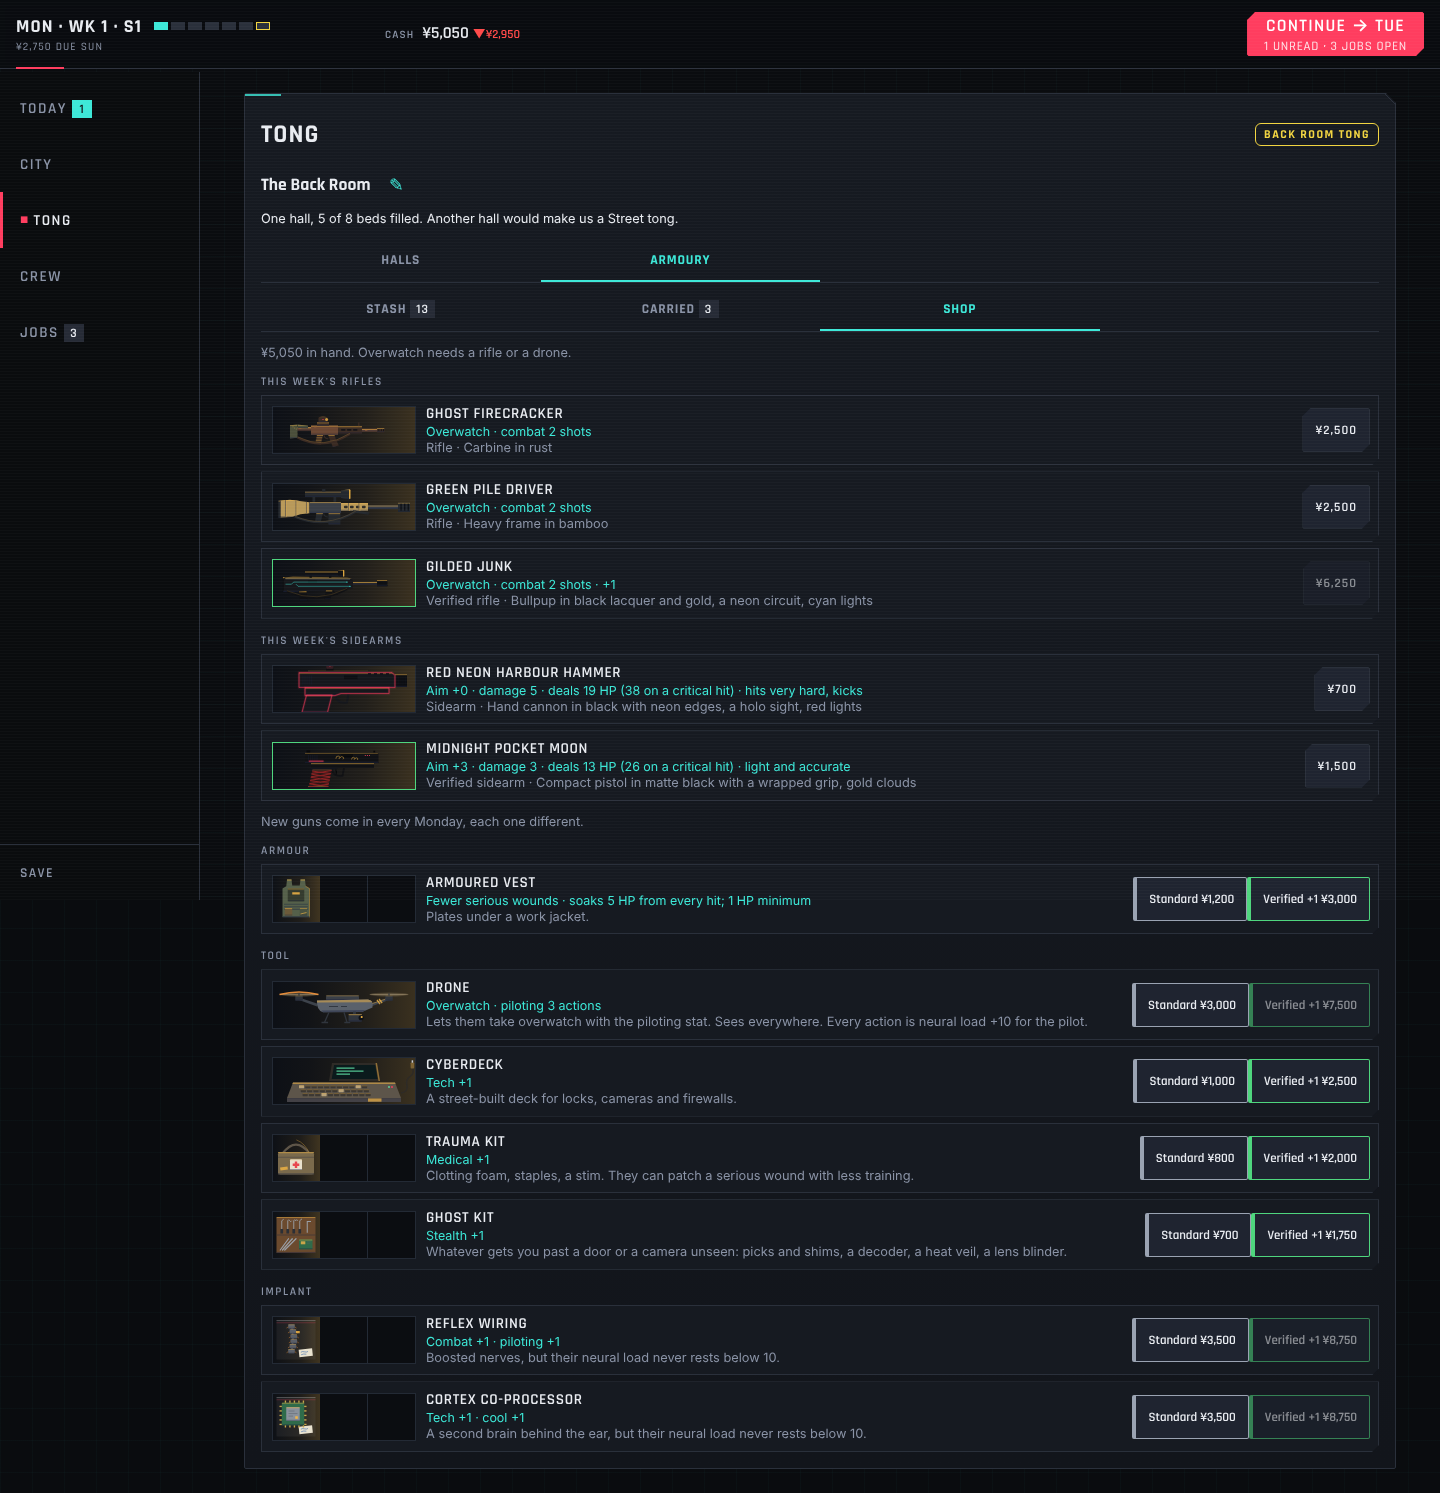 MON · WK 1 · S1
¥2,750 DUE SUN
CASH ¥5,050 ▼¥2,950
CONTINUE → TUE
1 UNREAD · 3 JOBS OPEN
TODAY 1
CITY
TONG
CREW
JOBS 3
SAVE
TONG
BACK ROOM TONG
The Back Room ✎
One hall, 5 of 8 beds filled. Another hall would make us a Street tong.
HALLS ARMOURY
STASH 13 CARRIED 3 SHOP
¥5,050 in hand. Overwatch needs a rifle or a drone.
THIS WEEK'S RIFLES
GHOST FIRECRACKER
Overwatch · combat 2 shots
Rifle · Carbine in rust
¥2,500
GREEN PILE DRIVER
Overwatch · combat 2 shots
Rifle · Heavy frame in bamboo
¥2,500
GILDED JUNK
Overwatch · combat 2 shots · +1
Verified rifle · Bullpup in black lacquer and gold, a neon circuit, cyan lights
¥6,250
THIS WEEK'S SIDEARMS
RED NEON HARBOUR HAMMER
Aim +0 · damage 5 · deals 19 HP (38 on a critical hit) · hits very hard, kicks
Sidearm · Hand cannon in black with neon edges, a holo sight, red lights
¥700
MIDNIGHT POCKET MOON
Aim +3 · damage 3 · deals 13 HP (26 on a critical hit) · light and accurate
Verified sidearm · Compact pistol in matte black with a wrapped grip, gold clouds
¥1,500
New guns come in every Monday, each one different.
ARMOUR
ARMOURED VEST
Fewer serious wounds · soaks 5 HP from every hit; 1 HP minimum
Plates under a work jacket.
Standard ¥1,200 Verified +1 ¥3,000
TOOL
DRONE
Overwatch · piloting 3 actions
Lets them take overwatch with the piloting stat. Sees everywhere. Every action is neural load +10 for the pilot.
Standard ¥3,000 Verified +1 ¥7,500
CYBERDECK
Tech +1
A street-built deck for locks, cameras and firewalls.
Standard ¥1,000 Verified +1 ¥2,500
TRAUMA KIT
Medical +1
Clotting foam, staples, a stim. They can patch a serious wound with less training.
Standard ¥800 Verified +1 ¥2,000
GHOST KIT
Stealth +1
Whatever gets you past a door or a camera unseen: picks and shims, a decoder, a heat veil, a lens blinder.
Standard ¥700 Verified +1 ¥1,750
IMPLANT
REFLEX WIRING
Combat +1 · piloting +1
Boosted nerves, but their neural load never rests below 10.
Standard ¥3,500 Verified +1 ¥8,750
CORTEX CO-PROCESSOR
Tech +1 · cool +1
A second brain behind the ear, but their neural load never rests below 10.
Standard ¥3,500 Verified +1 ¥8,750